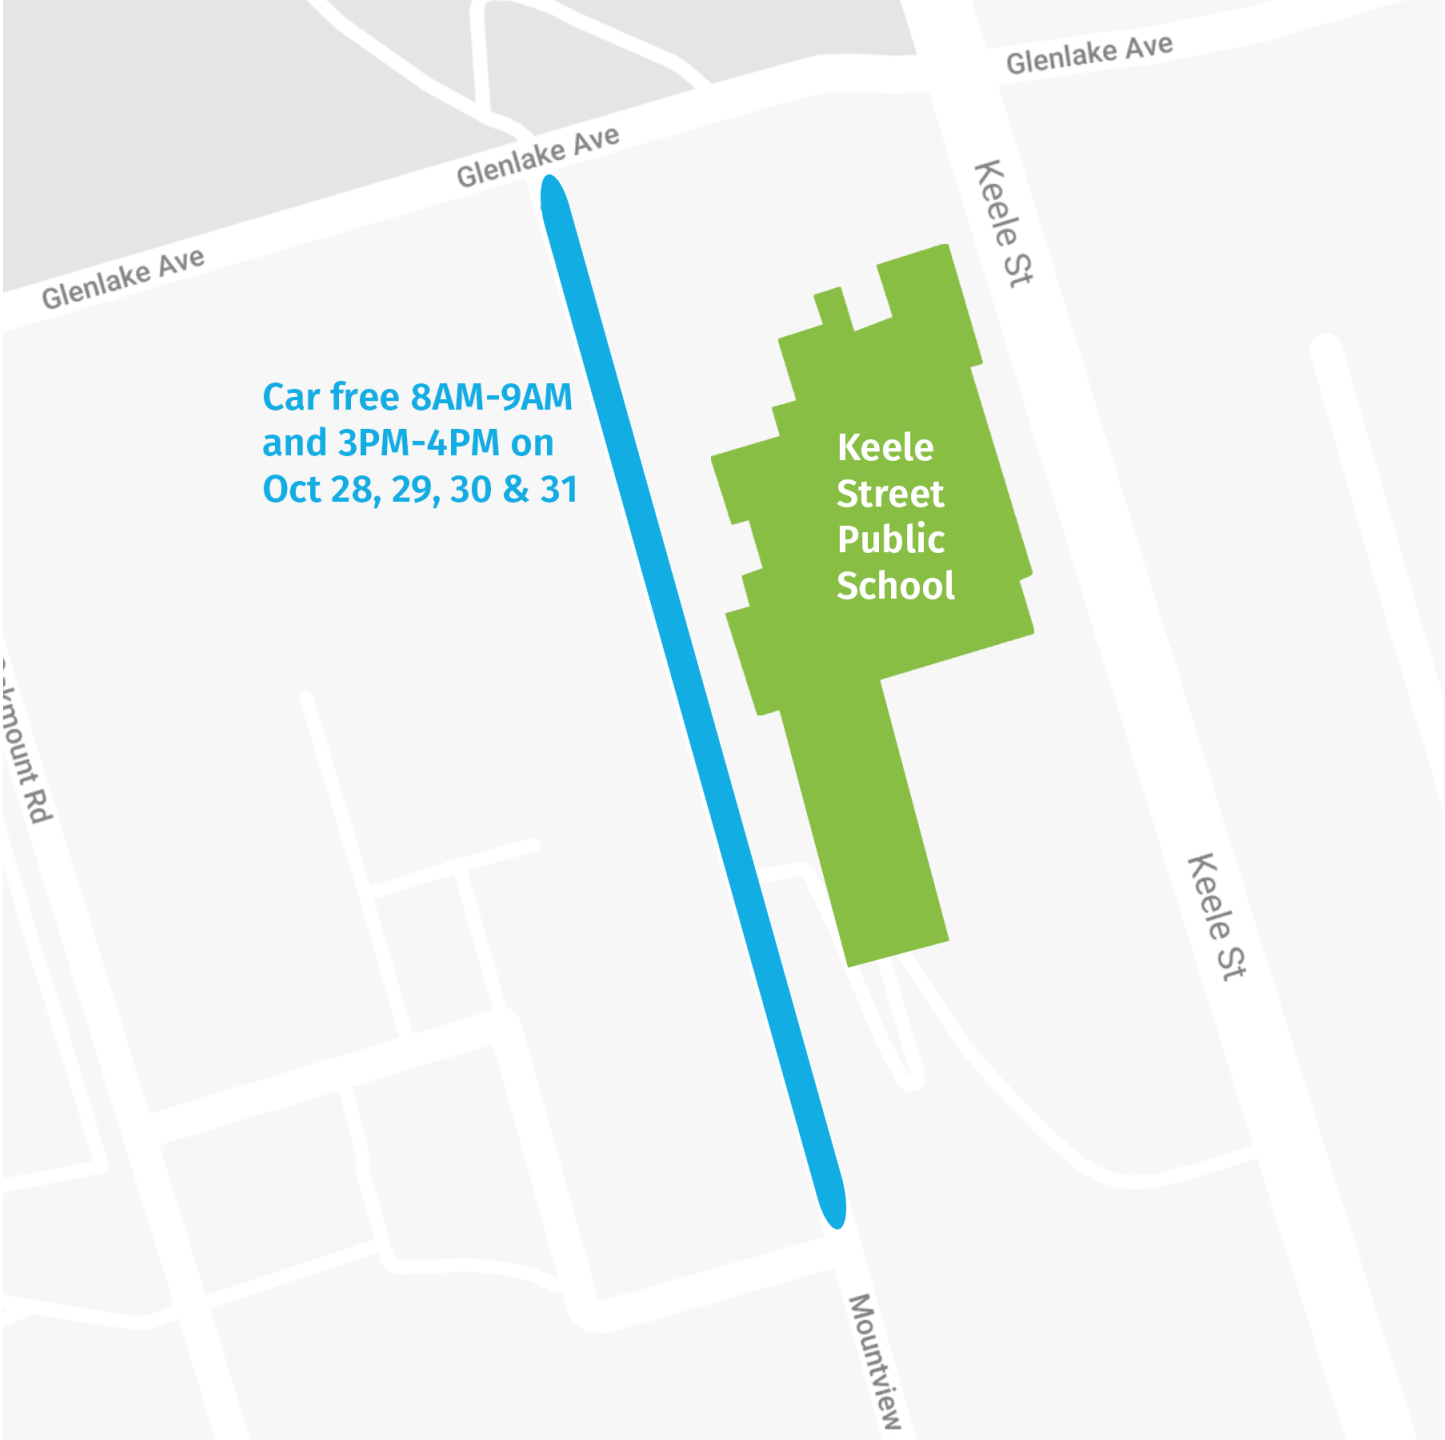 Glenlake Ave
Glenlake Ave
Keele St
Glenlake Ave
Car free 8AM-9AM
and 3PM-4PM on
Oct 28, 29, 30 & 31
Keele
Street
Public
School
kmount Rd
Keele St
Mountview